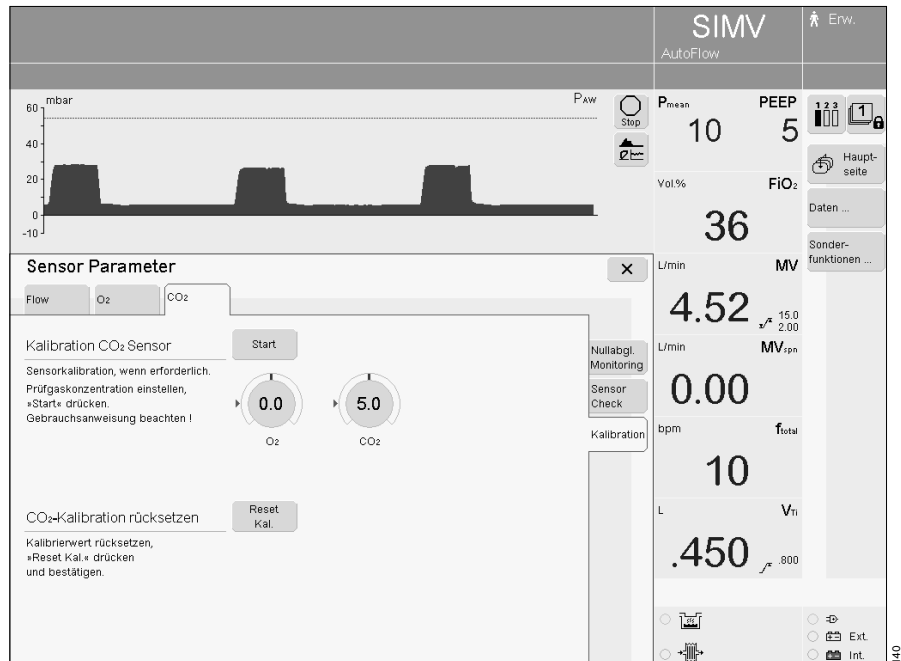 SIMV
AutoFlow
Erw.
mbar
PAW
60
40
20
0
-10
Stop
Pmean
PEEP
10
5
1 2 3
1
Haupt-
seite
Vol.%
FiO2
36
Daten ...
Sonder-
funktionen ...
Sensor Parameter
L/min
MV
4.52
15.0
2.00
Flow
O2
CO2
Kalibration CO2 Sensor
Start
Sensorkalibration, wenn erforderlich.
Prüfgaskonzentration einstellen,
»Start« drücken.
Gebrauchsanweisung beachten !
0.0
O2
5.0
CO2
Nullabgl.
Monitoring
Sensor
Check
Kalibration
L/min
MVspn
0.00
bpm
ftotal
10
CO2-Kalibration rücksetzen
Reset
Kal.
Kalibrierwert rücksetzen,
»Reset Kal.« drücken
und bestätigen.
L
VTi
.450
.800
Ext.
Int.